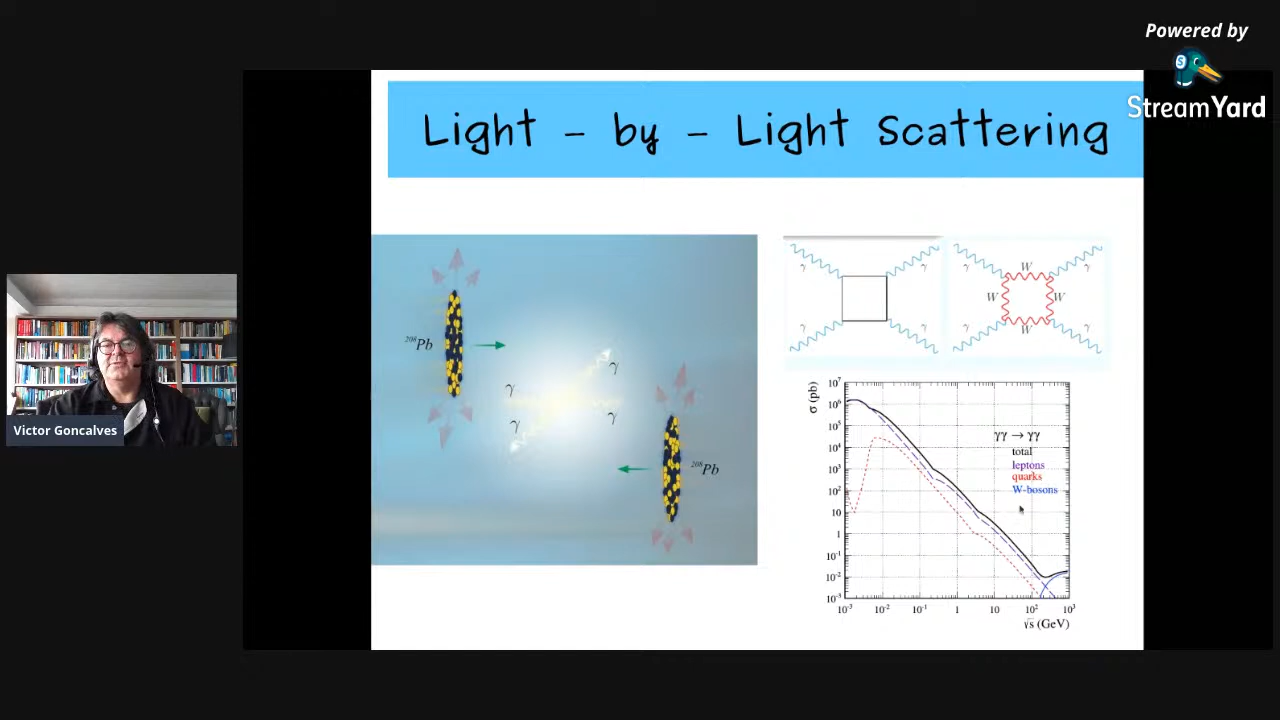 Powered by
StreamYard
Light - by - Light Scattering
Victor Goncalves
²⁰⁸Pb
γ
γ
γ
γ
²⁰⁸Pb
γ
γ
γ
γ
γ
W
γ
W
W
γ
W
γ
σ (pb)
10⁷
10⁶
10⁵
10⁴
10³
10²
10
1
10⁻¹
10⁻²
10⁻³
γγ → γγ
total
leptons
quarks
W-bosons
10⁻³ 10⁻² 10⁻¹ 1 10 10² 10³
√s (GeV)